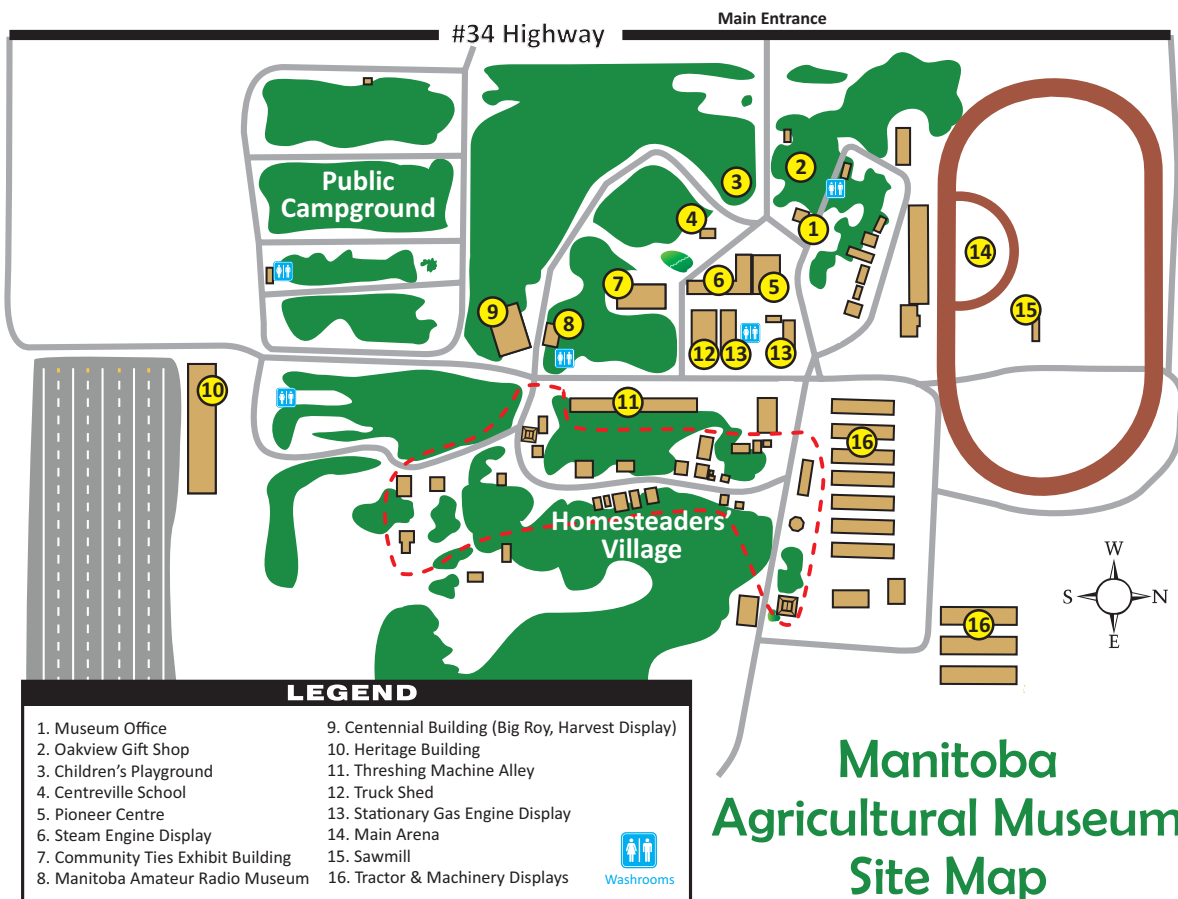 Main Entrance
#34 Highway
Public
Campground
3
2
4
1
14
7
6
5
15
9
8
12
13
13
10
11
16
Homesteaders'
Village
W
S
N
E
16
LEGEND
1. Museum Office
2. Oakview Gift Shop
3. Children's Playground
4. Centreville School
5. Pioneer Centre
6. Steam Engine Display
7. Community Ties Exhibit Building
8. Manitoba Amateur Radio Museum
9. Centennial Building (Big Roy, Harvest Display)
10. Heritage Building
11. Threshing Machine Alley
12. Truck Shed
13. Stationary Gas Engine Display
14. Main Arena
15. Sawmill
16. Tractor & Machinery Displays
Washrooms
Manitoba
Agricultural Museum
Site Map